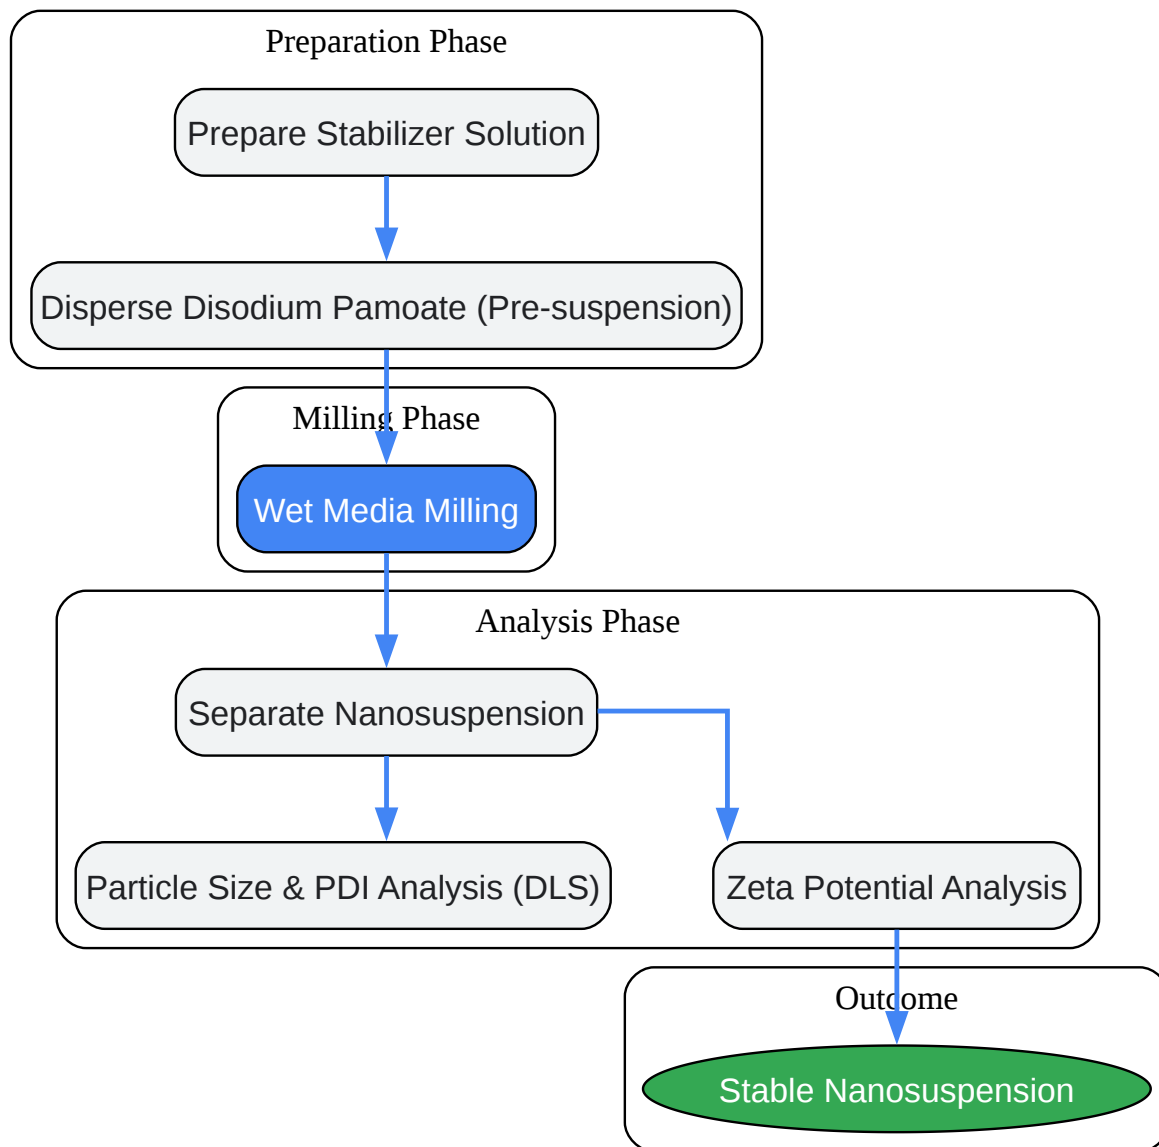 Preparation Phase
Prepare Stabilizer Solution
Disperse Disodium Pamoate (Pre-suspension)
Milling Phase
Wet Media Milling
Analysis Phase
Separate Nanosuspension
Particle Size & PDI Analysis (DLS)
Zeta Potential Analysis
Outcome
Stable Nanosuspension